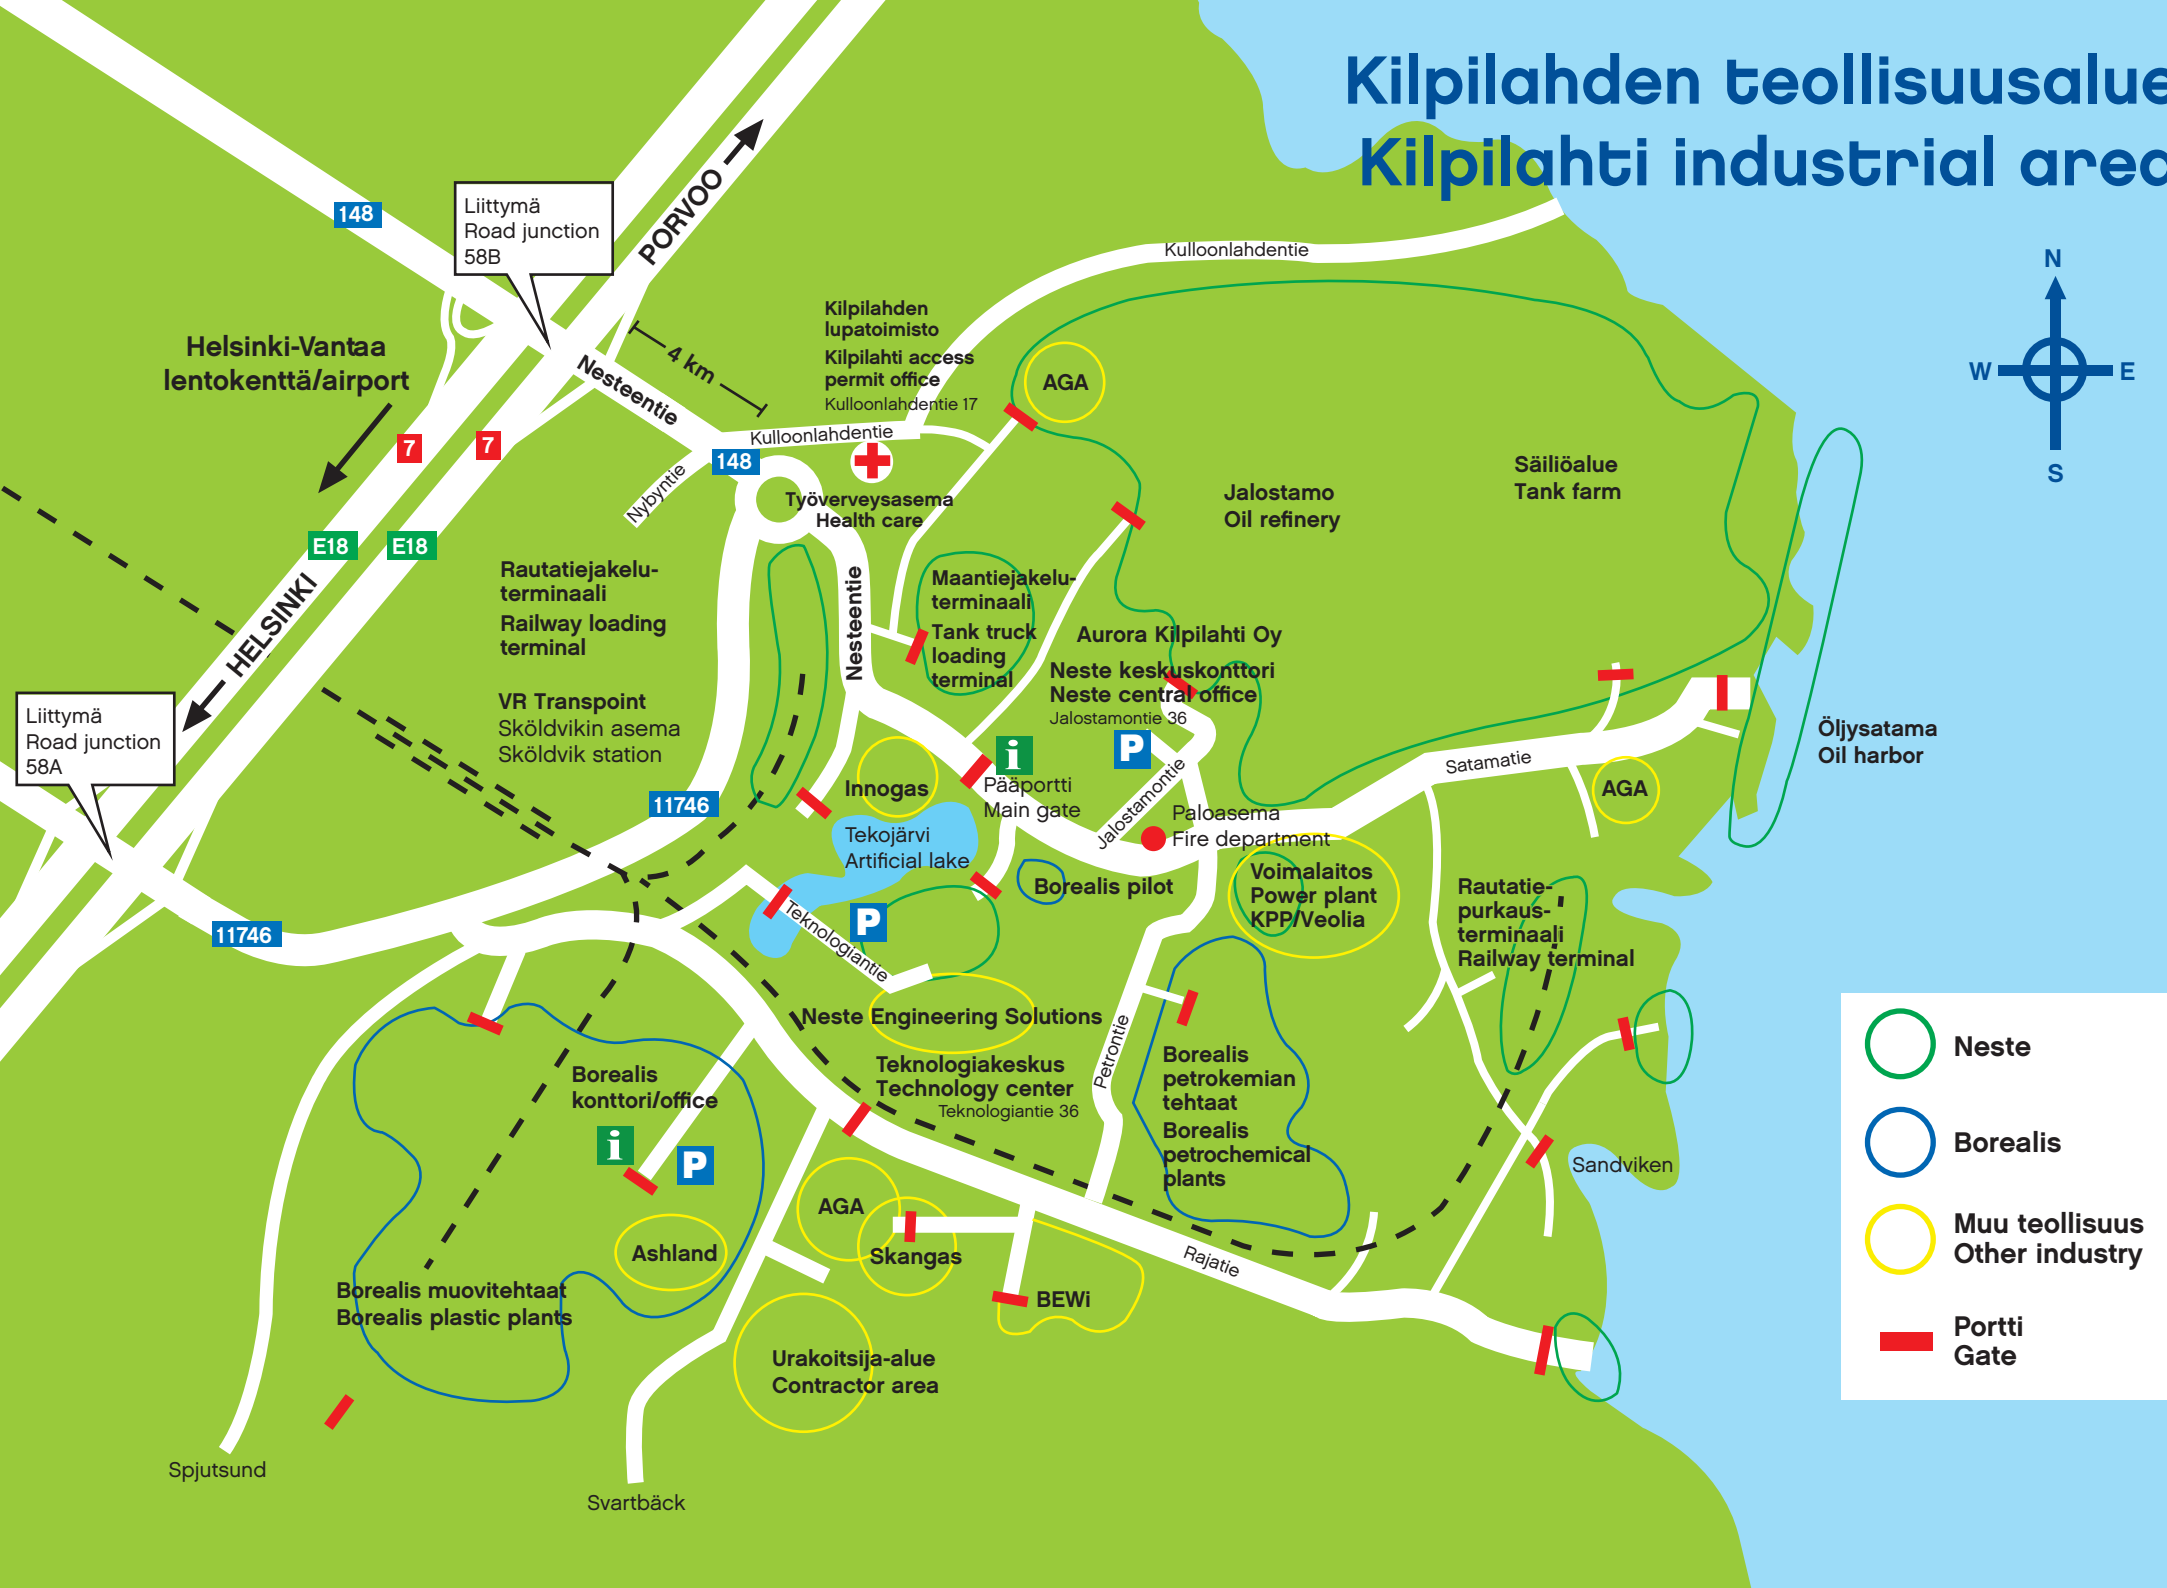 Kilpilahden teollisuusalue
Kilpilahti industrial area
N
W
E
S
148
Liittymä
Road junction
58B
PORVOO
Kulloonlahdentie
Helsinki-Vantaa
lentokenttä/airport
4 km
Nesteentie
Kilpilahden
lupatoimisto
Kilpilahti access
permit office
Kulloonlahdentie 17
AGA
7
7
Kulloonlahdentie
148
Nybyntie
Työverveysasema
Health care
Jalostamo
Oil refinery
Säiliöalue
Tank farm
E18
E18
HELSINKI
Rautatiejakelu-
terminaali
Railway loading
terminal
Nesteentie
Maantiejakelu-
terminaali
Tank truck
loading
terminal
Aurora Kilpilahti Oy
Neste keskuskonttori
Neste central office
Jalostamontie 36
VR Transpoint
Sköldvikin asema
Sköldvik station
Liittymä
Road junction
58A
i
P
Pääportti
Main gate
Jalostamontie
Satamatie
Öljysatama
Oil harbor
AGA
Innogas
11746
Tekojärvi
Artificial lake
Paloasema
Fire department
Borealis pilot
Voimalaitos
Power plant
KPP/Veolia
Rautatie-
purkaus-
terminaali
Railway terminal
11746
P
Teknologiantie
Neste Engineering Solutions
Teknologiakeskus
Technology center
Teknologiantie 36
Petrontie
Borealis
petrokemian
tehtaat
Borealis
petrochemical
plants
Borealis
konttori/office
i
P
Sandviken
AGA
Skangas
Ashland
Rajatie
BEWi
Borealis muovitehtaat
Borealis plastic plants
Urakoitsija-alue
Contractor area
Spjutsund
Svartbäck
Neste
Borealis
Muu teollisuus
Other industry
Portti
Gate